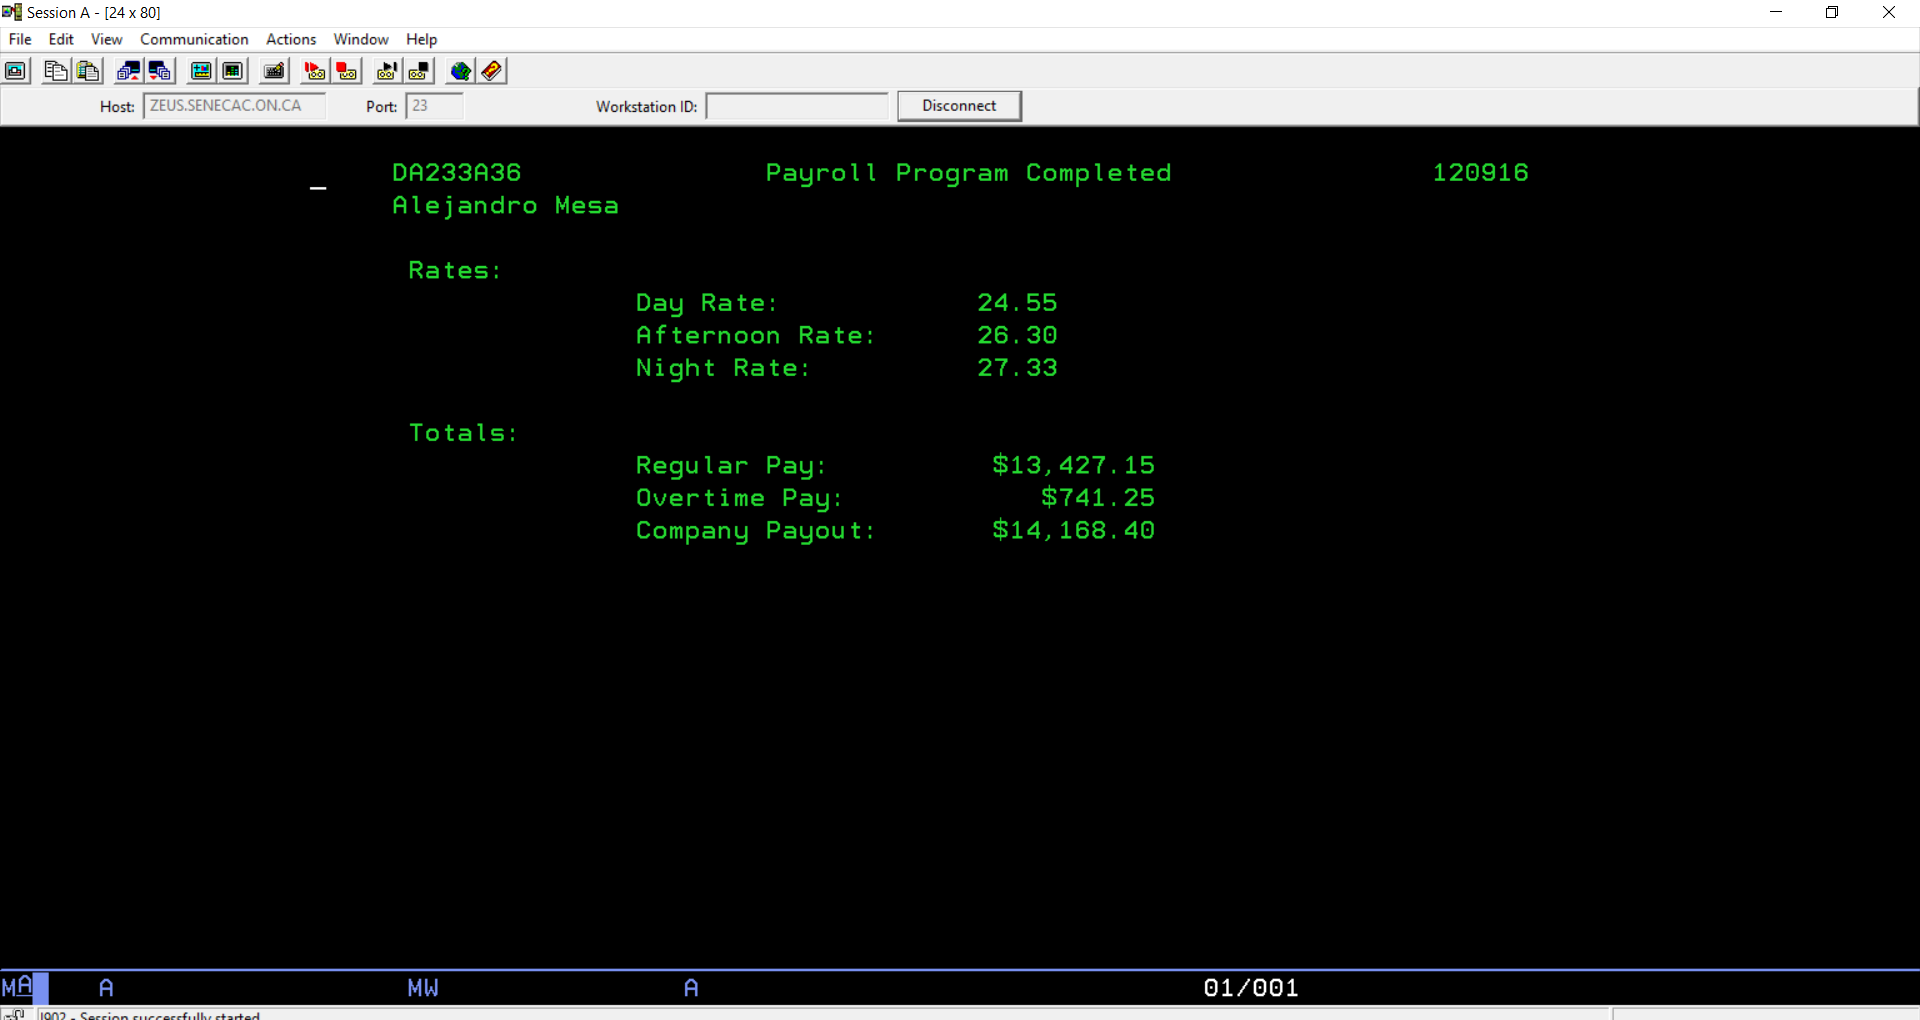 Session A - [24 x 80]
File Edit View Communication Actions Window Help
Host: ZEUS.SENECAC.ON.CA Port: 23 Workstation ID: Disconnect
DA233A36 Payroll Program Completed 120916
Alejandro Mesa
Rates:
Day Rate: 24.55
Afternoon Rate: 26.30
Night Rate: 27.33
Totals:
Regular Pay: $13,427.15
Overtime Pay: $741.25
Company Payout: $14,168.40
MA A MW A 01/001
I902 - Session successfully started